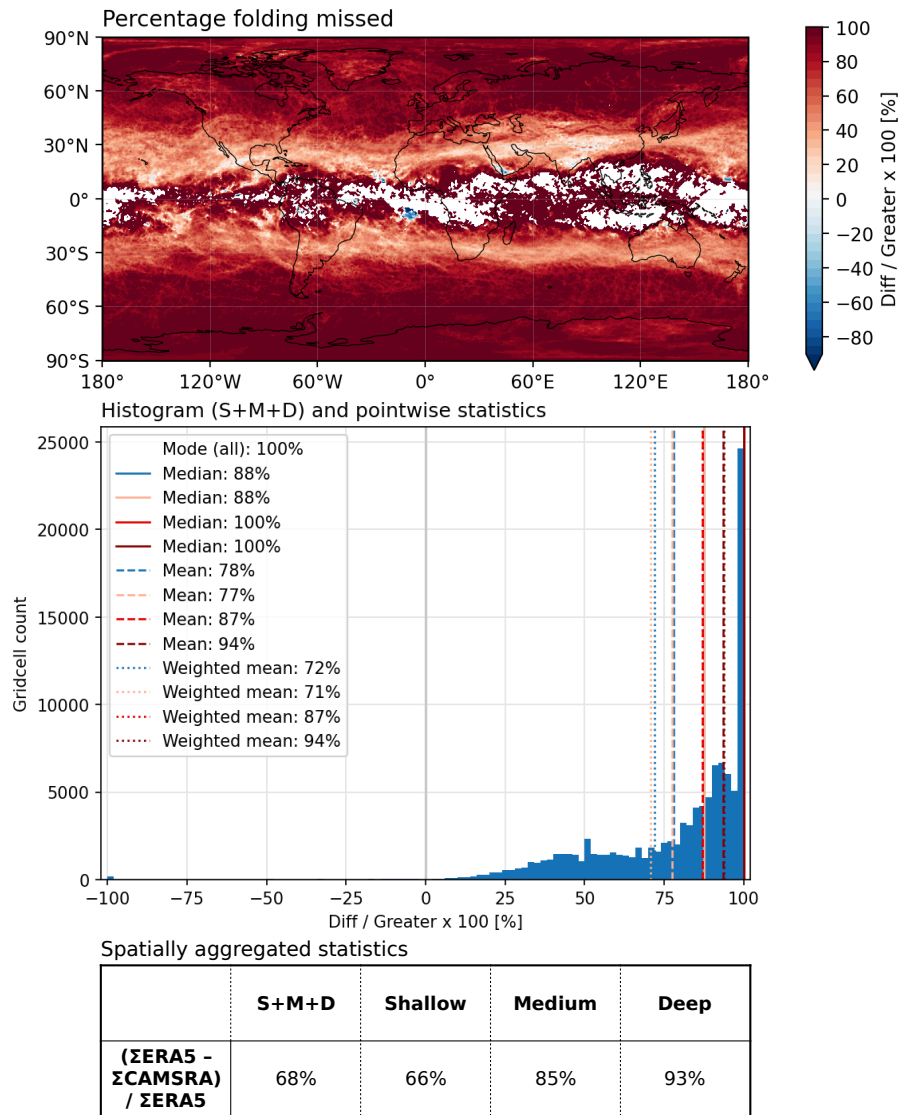 Percentage folding missed
90°N
60°N
30°N
0°
30°S
60°S
90°S
180°
120°W
60°W
0°
60°E
120°E
180°
100
80
60
40
20
0
−20
−40
−60
−80
Diff / Greater x 100 [%]
Histogram (S+M+D) and pointwise statistics
25000
20000
15000
10000
5000
0
Gridcell count
Mode (all): 100%
Median: 88%
Median: 88%
Median: 100%
Median: 100%
Mean: 78%
Mean: 77%
Mean: 87%
Mean: 94%
Weighted mean: 72%
Weighted mean: 71%
Weighted mean: 87%
Weighted mean: 94%
−100
−75
−50
−25
0
25
50
75
100
Diff / Greater x 100 [%]
Spatially aggregated statistics
S+M+D Shallow Medium Deep
(ΣERA5 –
ΣCAMSRA)
/ ΣERA5
68% 66% 85% 93%